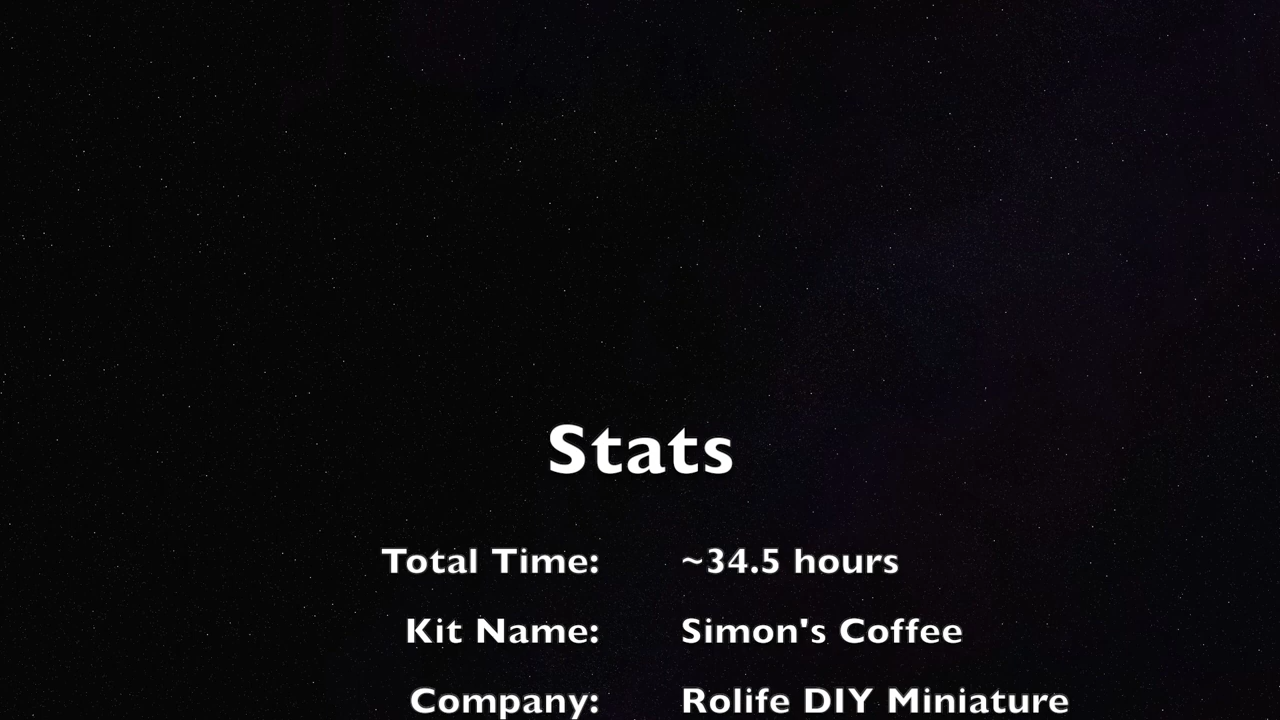 Stats
Total Time: ~34.5 hours
Kit Name: Simon's Coffee
Company: Rolife DIY Miniature